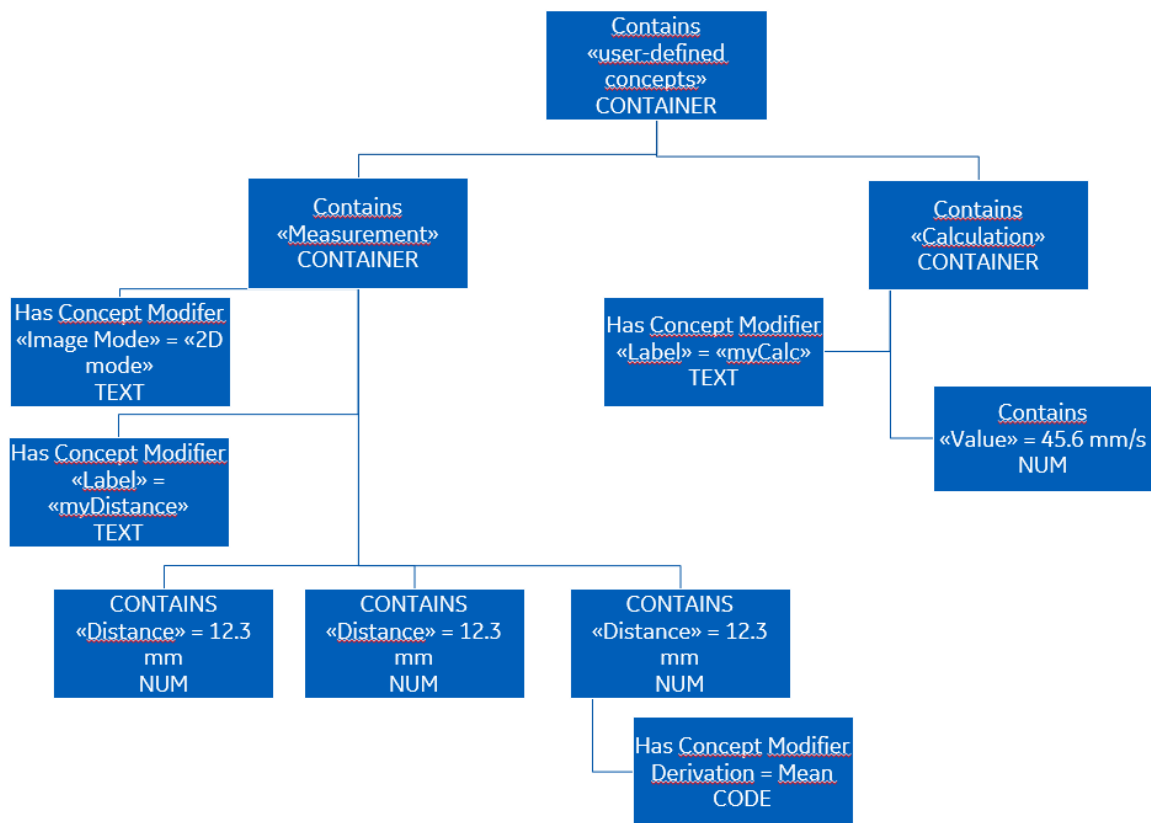 Contains
«user-defined
concepts»
CONTAINER
Contains
«Measurement»
CONTAINER
Contains
«Calculation»
CONTAINER
Has Concept Modifer
«Image Mode» = «2D
mode»
TEXT
Has Concept Modifier
«Label» = «myCalc»
TEXT
Contains
«Value» = 45.6 mm/s
NUM
Has Concept Modifier
«Label» =
«myDistance»
TEXT
CONTAINS
«Distance» = 12.3
mm
NUM
CONTAINS
«Distance» = 12.3
mm
NUM
CONTAINS
«Distance» = 12.3
mm
NUM
Has Concept Modifier
Derivation = Mean
CODE